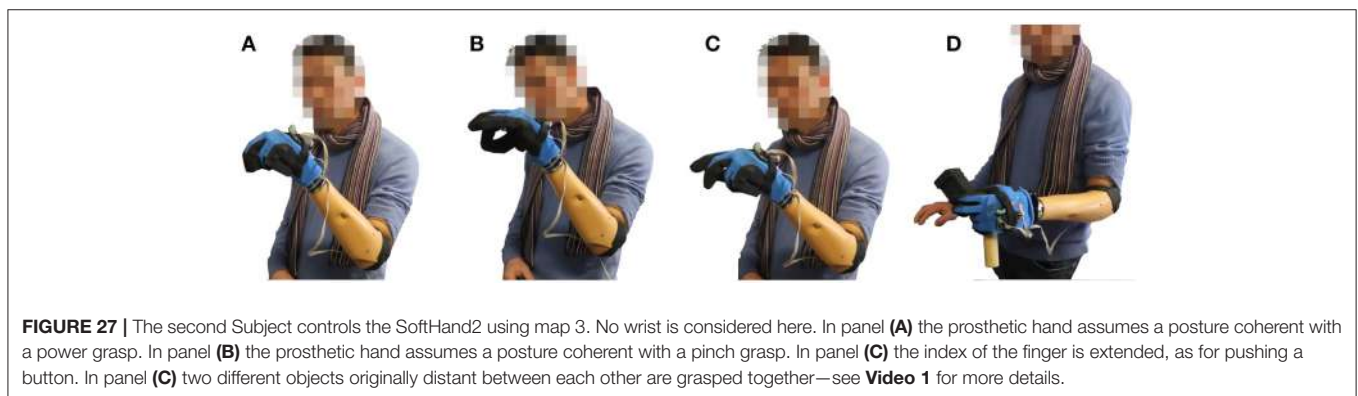 A B C D
FIGURE 27 | The second Subject controls the SoftHand2 using map 3. No wrist is considered here. In panel (A) the prosthetic hand assumes a posture coherent with
a power grasp. In panel (B) the prosthetic hand assumes a posture coherent with a pinch grasp. In panel (C) the index of the finger is extended, as for pushing a
button. In panel (C) two different objects originally distant between each other are grasped together—see Video 1 for more details.